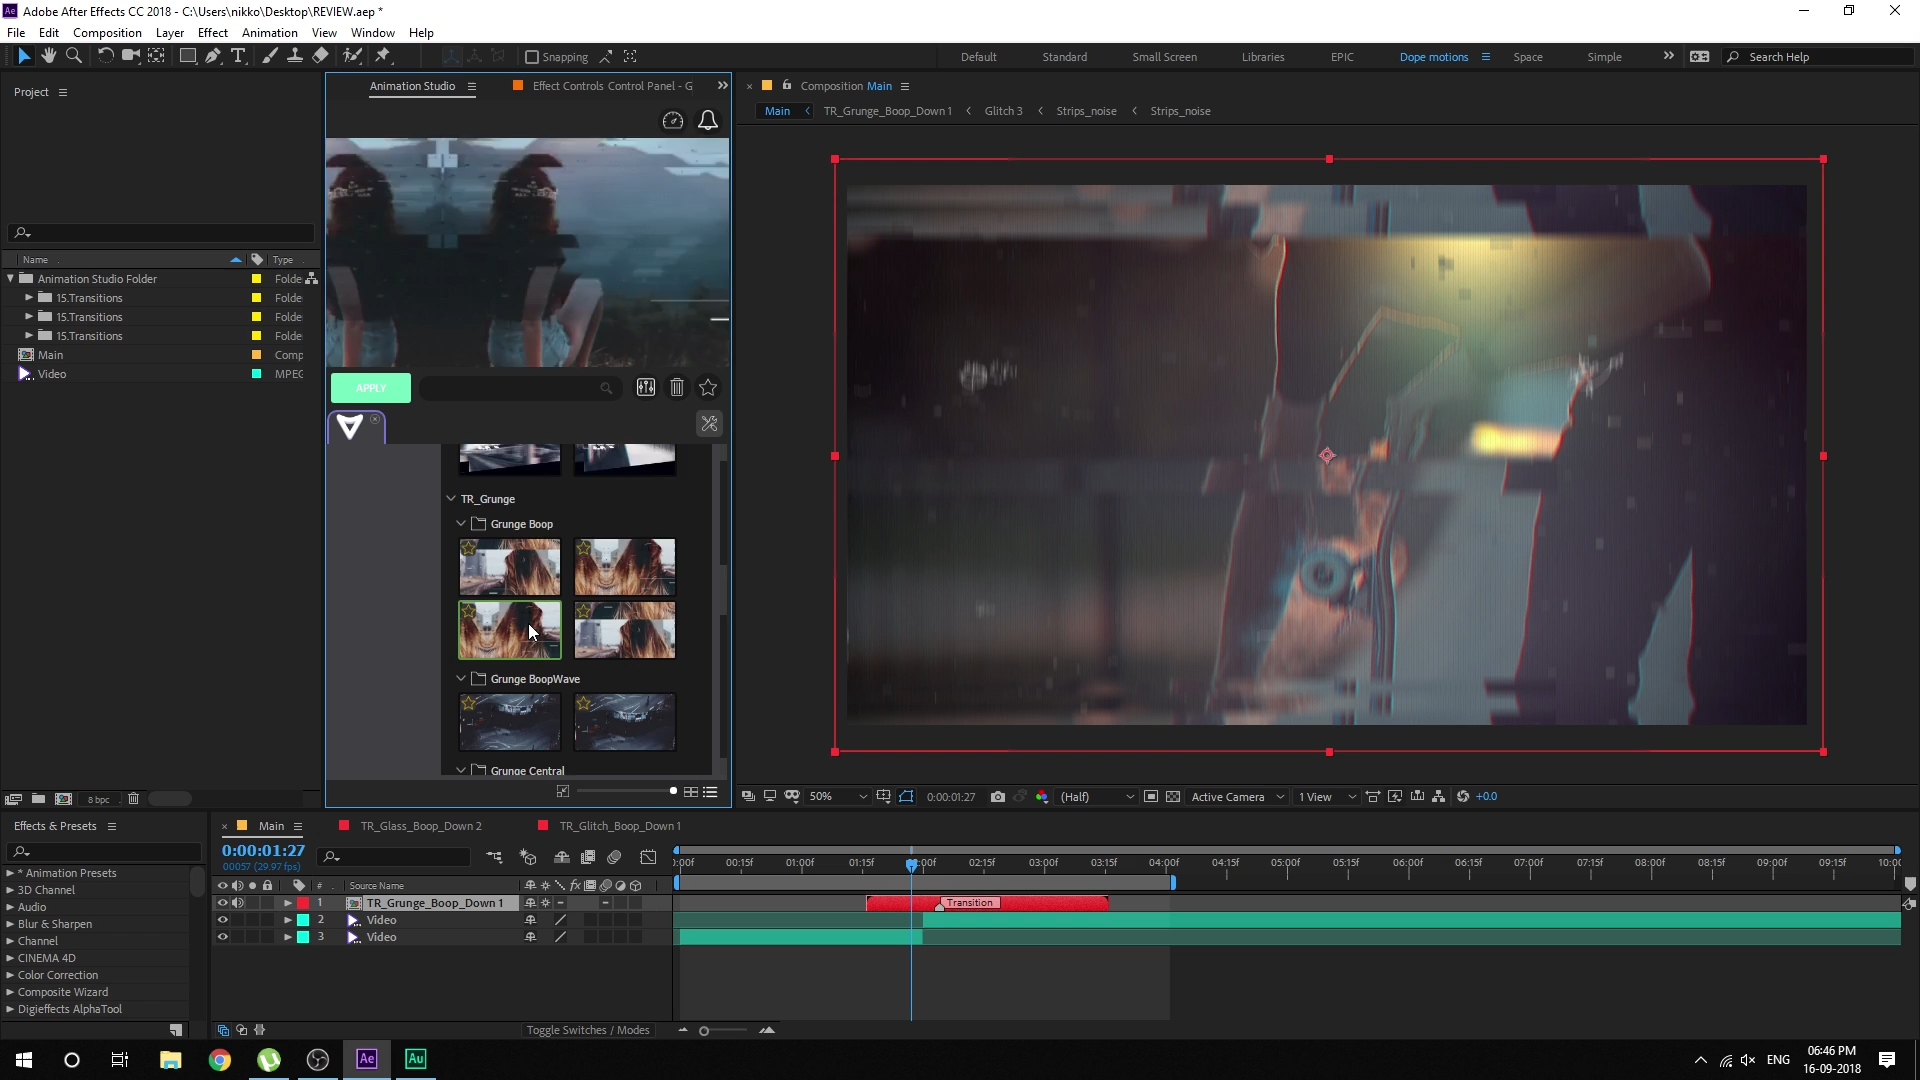 Adobe After Effects CC 2018 - C:\Users\nikko\Desktop\REVIEW.aep *
File Edit Composition Layer Effect Animation View Window Help
Snapping
Default Standard Small Screen Libraries EPIC Dope motions Space Simple Search Help
Project
Name Type
Animation Studio Folder Folde
15.Transitions Folde
15.Transitions Folde
15.Transitions Folde
Main Comp
Video MPEG
8 bpc
Animation Studio
Effect Controls Control Panel - G
APPLY
TR_Grunge
Grunge Boop
Grunge BoopWave
Grunge Central
Composition Main
Main TR_Grunge_Boop_Down 1 Glitch 3 Strips_noise Strips_noise
50% 0:00:01:27 (Half) Active Camera 1 View +0.0
Effects & Presets
* Animation Presets
3D Channel
Audio
Blur & Sharpen
Channel
CINEMA 4D
Color Correction
Composite Wizard
Digieffects AlphaTool
Main TR_Glass_Boop_Down 2 TR_Glitch_Boop_Down 1
0:00:01:27
00057 (29.97 fps)
# Source Name fx
:00f 00:15f 01:00f 01:15f 02:00f 02:15f 03:00f 03:15f 04:00f 04:15f 05:00f 05:15f 06:00f 06:15f 07:00f 07:15f 08:00f 08:15f 09:00f 09:15f 10:00
1 TR_Grunge_Boop_Down 1 Transition
2 Video
3 Video
Toggle Switches / Modes
Ae Au
ENG
06:46 PM
16-09-2018